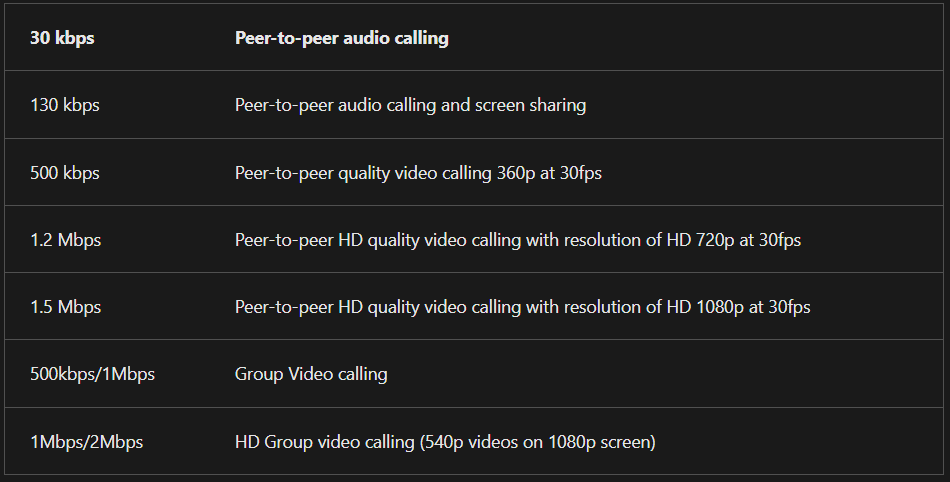 30 kbps Peer-to-peer audio calling
130 kbps Peer-to-peer audio calling and screen sharing
500 kbps Peer-to-peer quality video calling 360p at 30fps
1.2 Mbps Peer-to-peer HD quality video calling with resolution of HD 720p at 30fps
1.5 Mbps Peer-to-peer HD quality video calling with resolution of HD 1080p at 30fps
500kbps/1Mbps Group Video calling
1Mbps/2Mbps HD Group video calling (540p videos on 1080p screen)